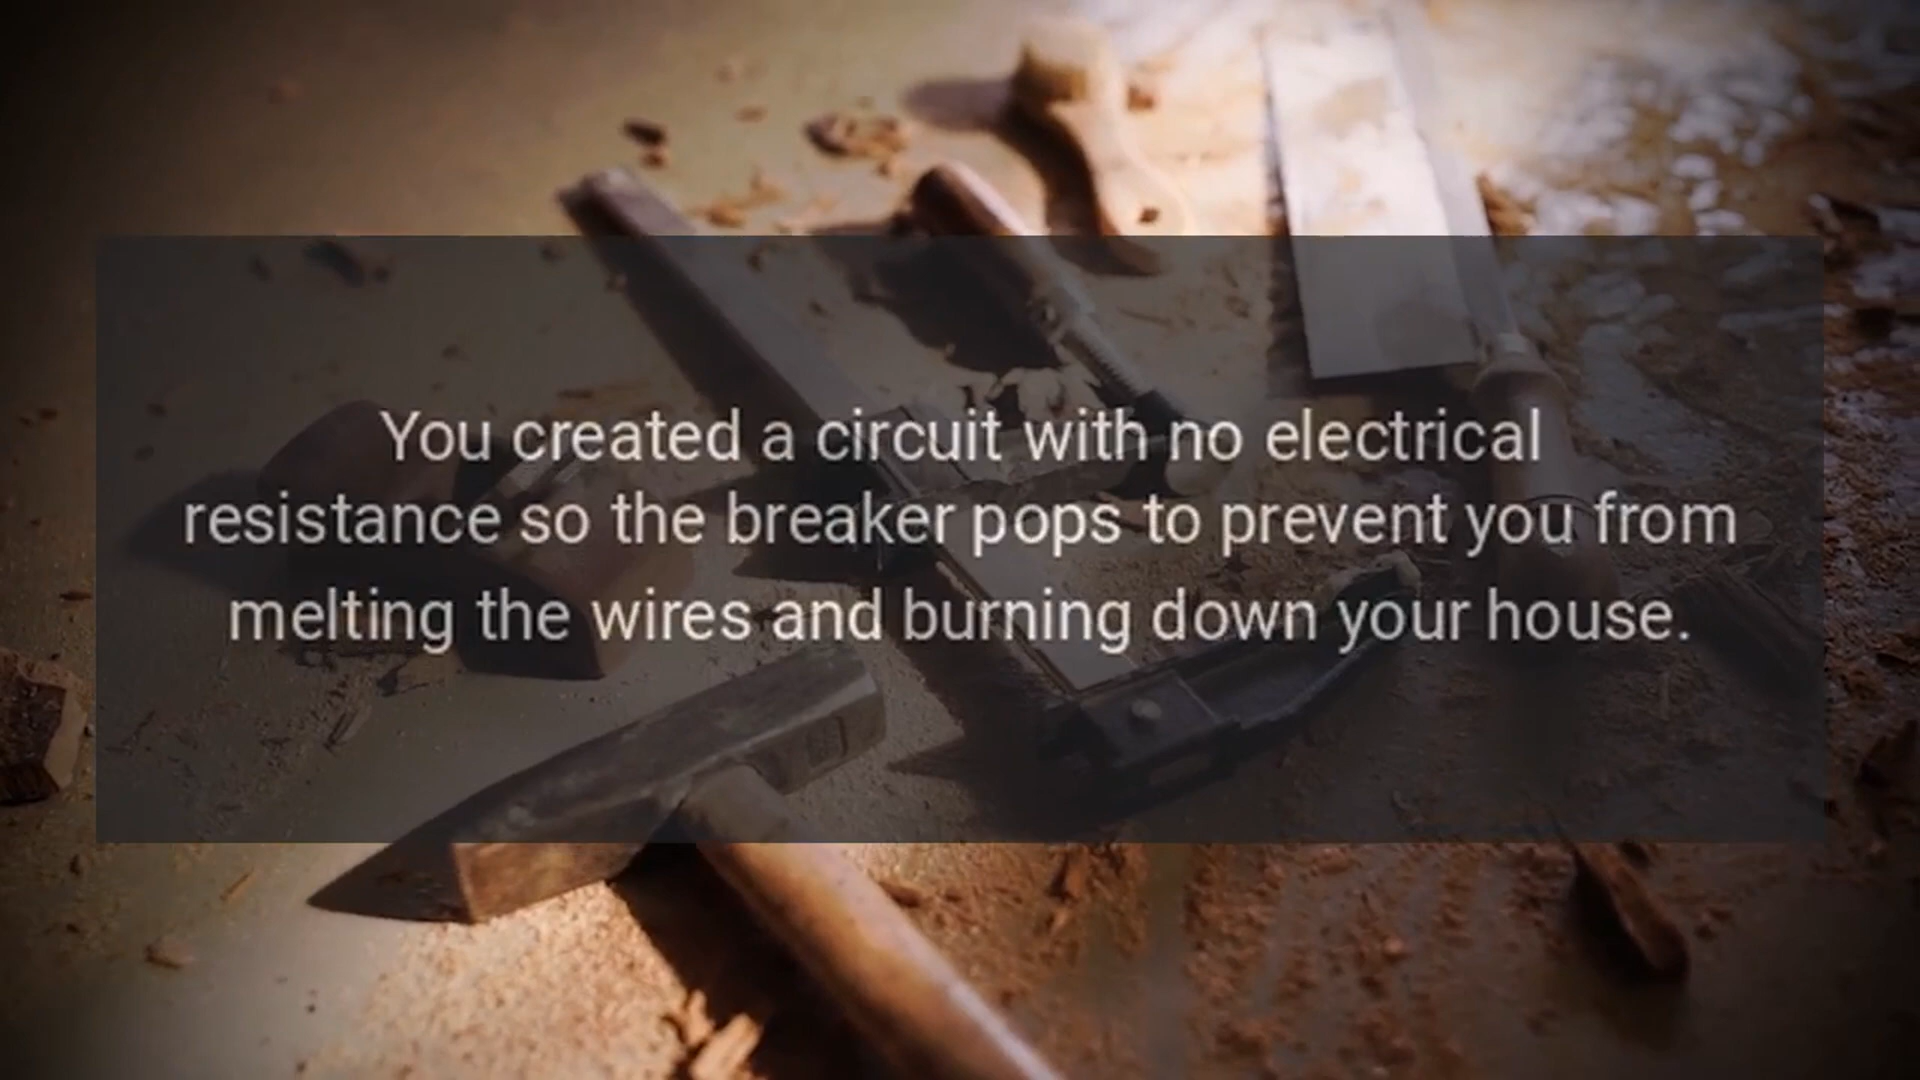 You created a circuit with no electrical
resistance so the breaker pops to prevent you from
melting the wires and burning down your house.